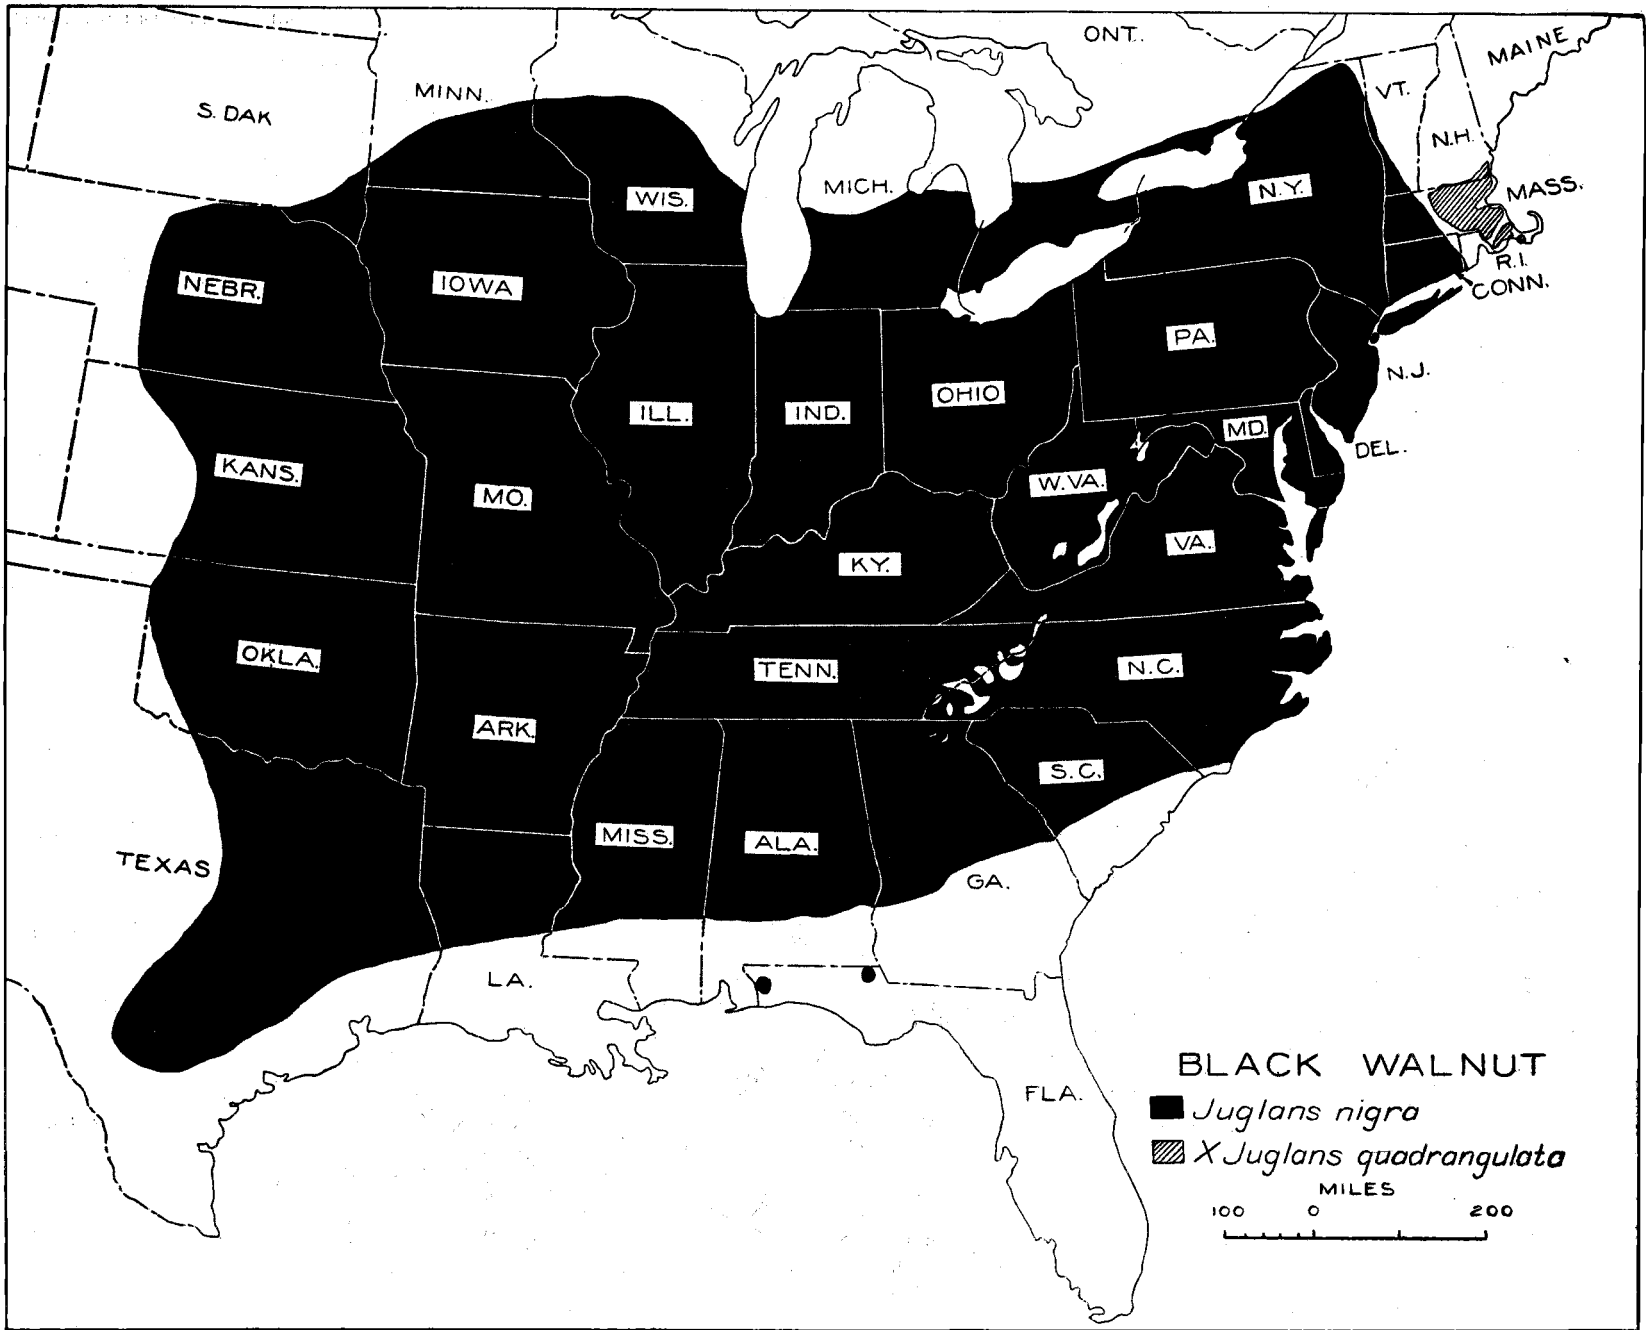 ONT.
MAINE
MINN.
S. DAK
VT.
N.H.
WIS.
MICH.
N.Y.
MASS.
NEBR.
IOWA
R.I.
CONN.
PA.
N.J.
ILL.
IND.
OHIO
MD.
DEL.
KANS.
MO.
W.VA.
KY.
VA.
OKLA.
TENN.
N.C.
ARK.
S.C.
TEXAS
MISS.
ALA.
GA.
LA.
FLA.
BLACK WALNUT
Juglans nigra
X Juglans quadrangulata
MILES
100 0 200